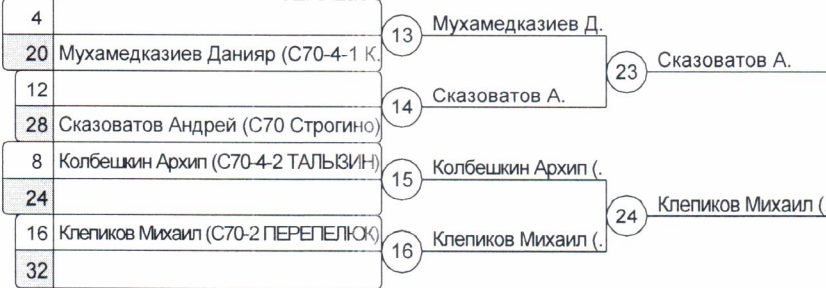 4
13 Мухамедказиев Д.
20 Мухамедказиев Данияр (С70-4-1 К.
23 Сказоватов А.
12
14 Сказоватов А.
28 Сказоватов Андрей (С70 Строгино)
8 Колбешкин Архип (С70-4-2 ТАЛЫЗИН)
15 Колбешкин Архип (.
24
24 Клепиков Михаил (
16 Клепиков Михаил (С70-2 ПЕРЕПЕЛЮК)
16 Клепиков Михаил (.
32